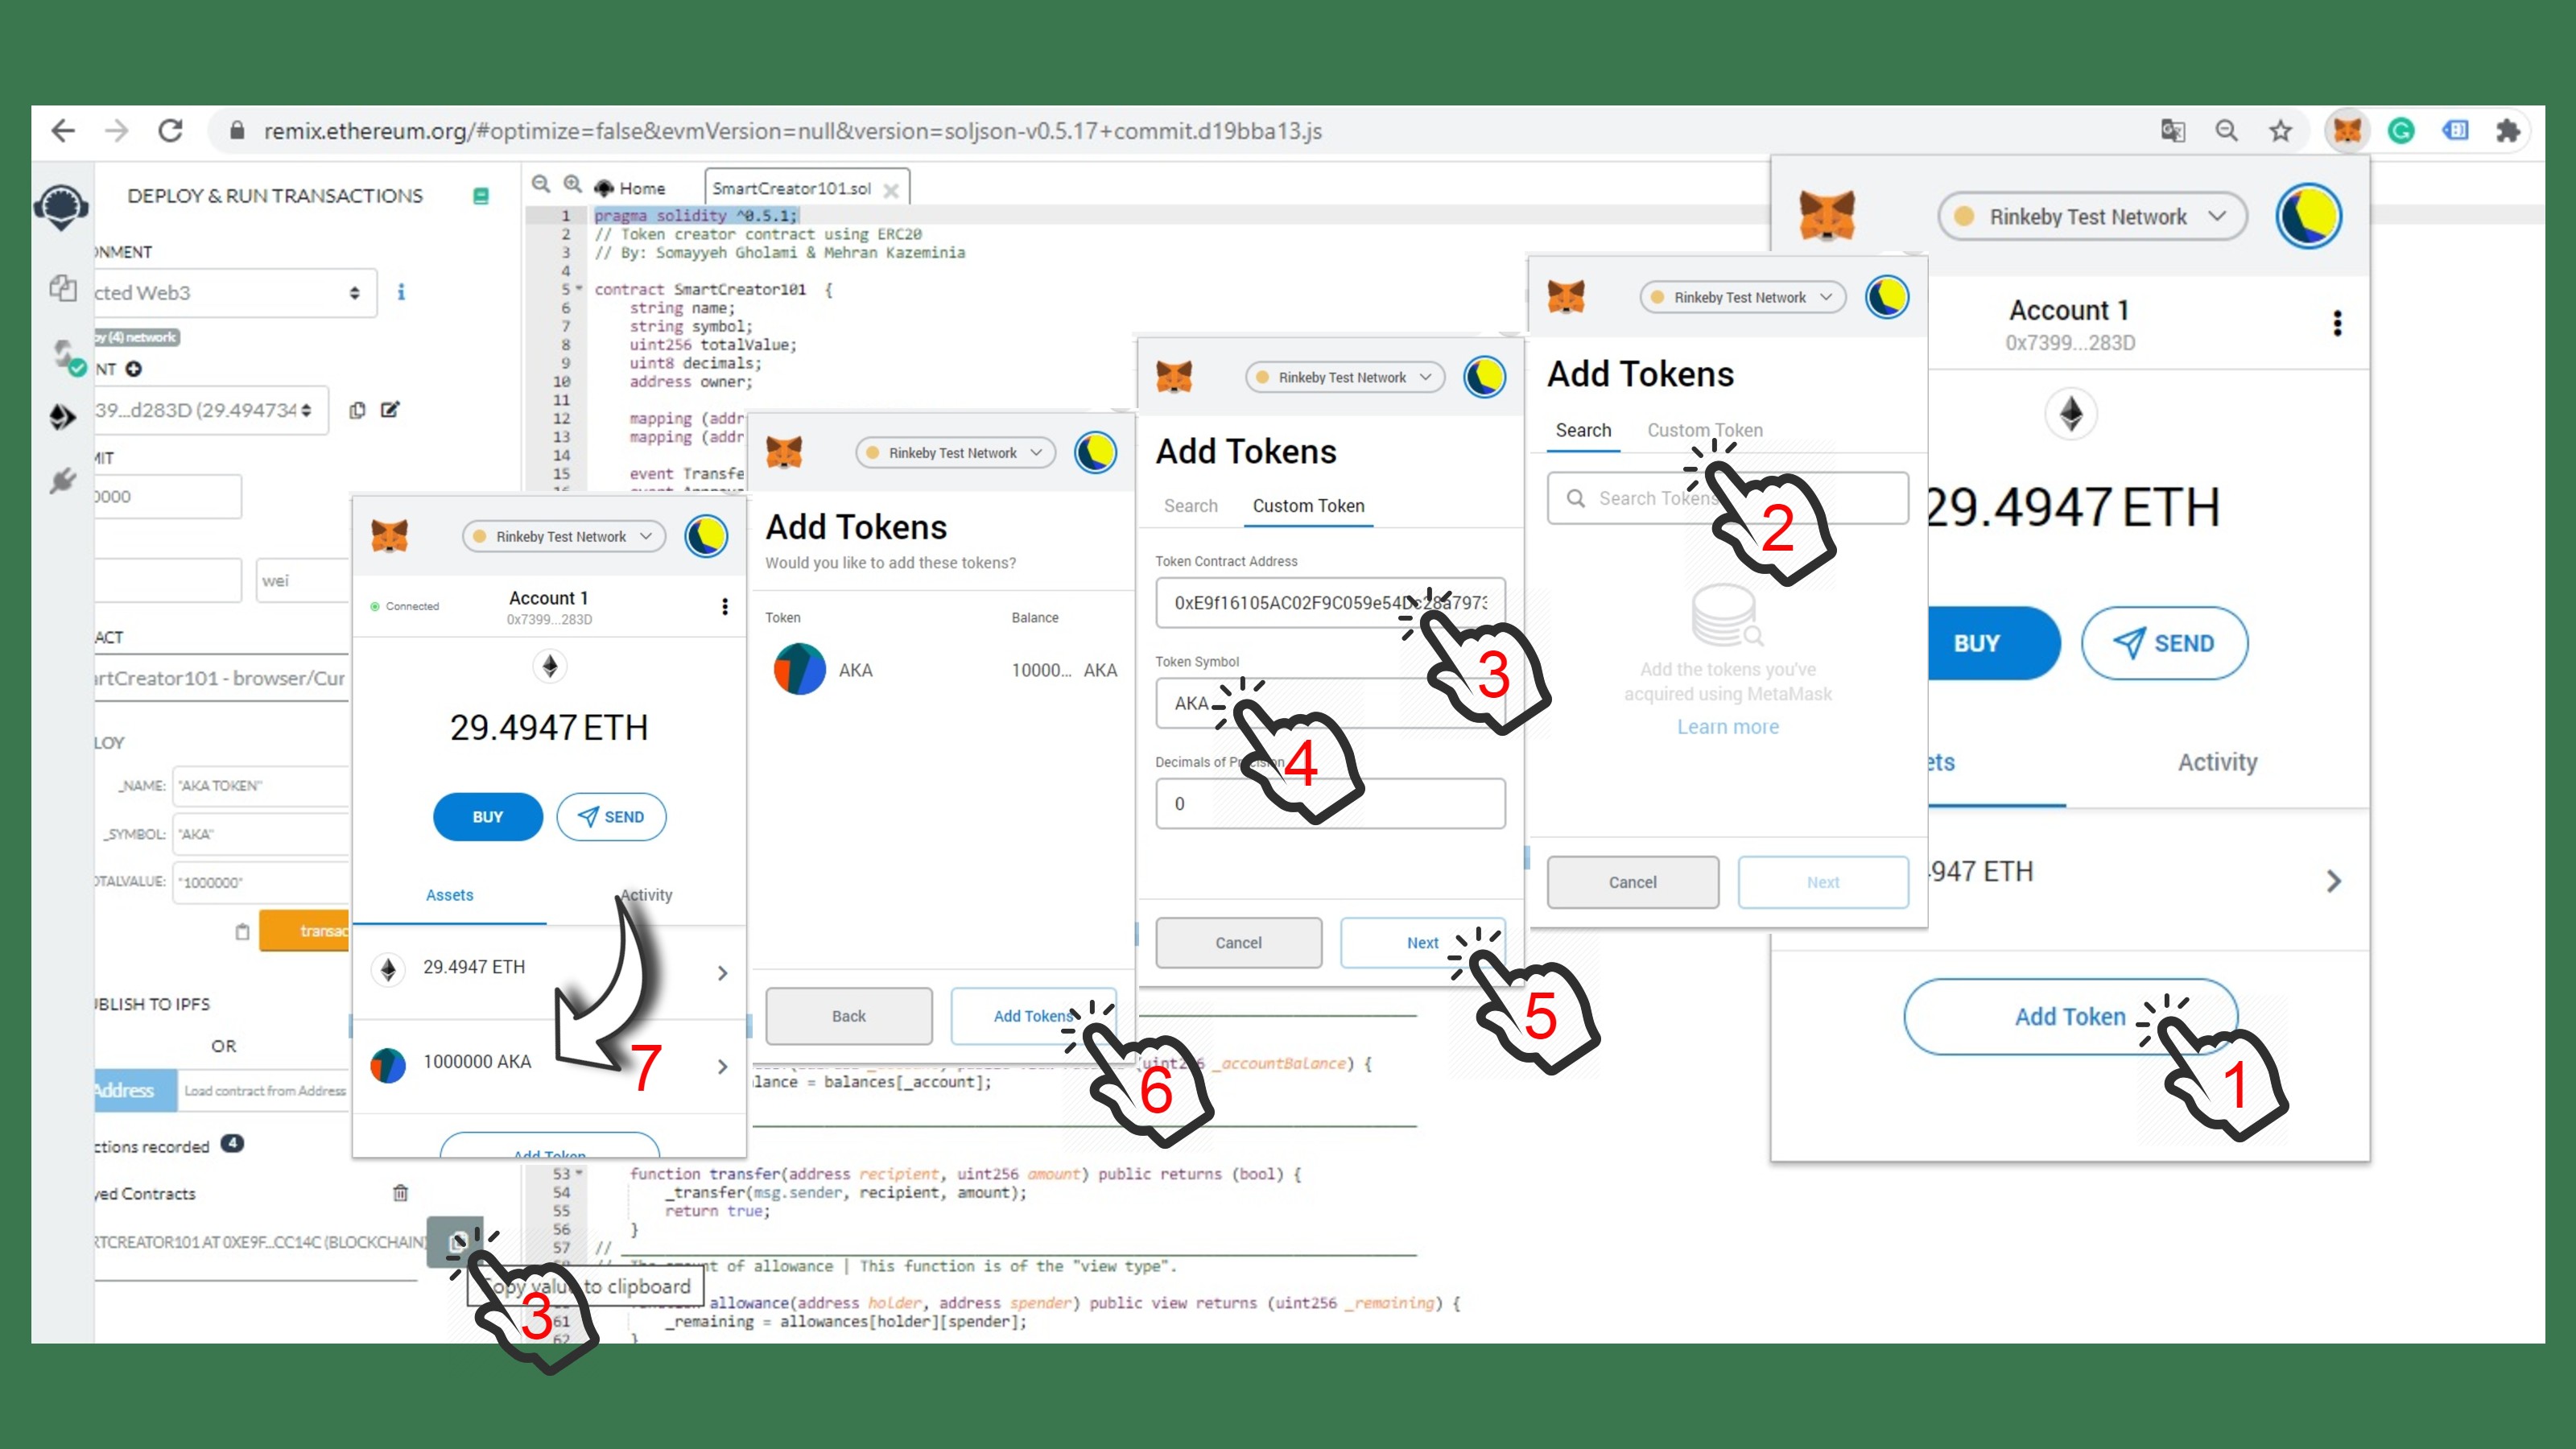 remix.ethereum.org/#optimize=false&evmVersion=null&version=soljson-v0.5.17+commit.d19bba13.js
DEPLOY & RUN TRANSACTIONS
ONMENT
cted Web3
i
by (4) network
NT
39...d283D (29.494734
MIT
0000
wei
ACT
rtCreator101 - browser/Cur
LOY
_NAME: "AKA TOKEN"
_SYMBOL: "AKA"
OTALVALUE: "1000000"
transac
BLISH TO IPFS
OR
Address
Load contract from Address
ctions recorded 4
yed Contracts
RTCREATOR101 AT 0XE9F...CC14C (BLOCKCHAIN)
Copy value to clipboard
3
Home
SmartCreator101.sol
1 pragma solidity ^0.5.1;
2 // Token creator contract using ERC20
3 // By: Somayyeh Gholami & Mehran Kazeminia
4
5 contract SmartCreator101 {
6 string name;
7 string symbol;
8 uint256 totalValue;
9 uint8 decimals;
10 address owner;
11
12 mapping (addr
13 mapping (addr
14
15 event Transfe
(uint256 _accountBalance) {
lance = balances[_account];
53 function transfer(address recipient, uint256 amount) public returns (bool) {
54 _transfer(msg.sender, recipient, amount);
55 return true;
56 }
57 //
amount of allowance | This function is of the "view type".
allowance(address holder, address spender) public view returns (uint256 _remaining) {
61 _remaining = allowances[holder][spender];
62 }
Rinkeby Test Network
Connected
Account 1
0x7399...283D
29.4947 ETH
BUY
SEND
Assets
Activity
29.4947 ETH
1000000 AKA
7
Add Token
Rinkeby Test Network
Add Tokens
Would you like to add these tokens?
Token
Balance
AKA
10000... AKA
Back
Add Tokens
6
Rinkeby Test Network
Add Tokens
Search
Custom Token
Token Contract Address
0xE9f16105AC02F9C059e54Dc28a7973
3
Token Symbol
AKA
4
Decimals of Precision
0
Cancel
Next
5
Rinkeby Test Network
Add Tokens
Search
Custom Token
Search Tokens
2
Add the tokens you've
acquired using MetaMask
Learn more
Cancel
Next
Rinkeby Test Network
Account 1
0x7399...283D
29.4947 ETH
BUY
SEND
ets
Activity
.947 ETH
Add Token
1